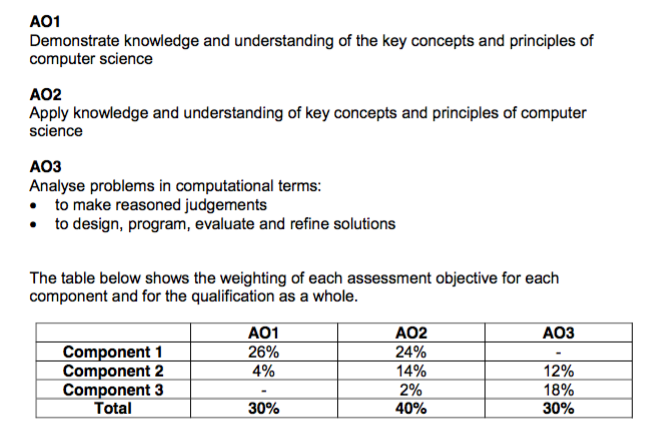 AO1
Demonstrate knowledge and understanding of the key concepts and principles of
computer science
AO2
Apply knowledge and understanding of key concepts and principles of computer
science
AO3
Analyse problems in computational terms:
• to make reasoned judgements
• to design, program, evaluate and refine solutions
The table below shows the weighting of each assessment objective for each
component and for the qualification as a whole.
AO1 AO2 AO3
Component 1 26% 24% -
Component 2 4% 14% 12%
Component 3 - 2% 18%
Total 30% 40% 30%